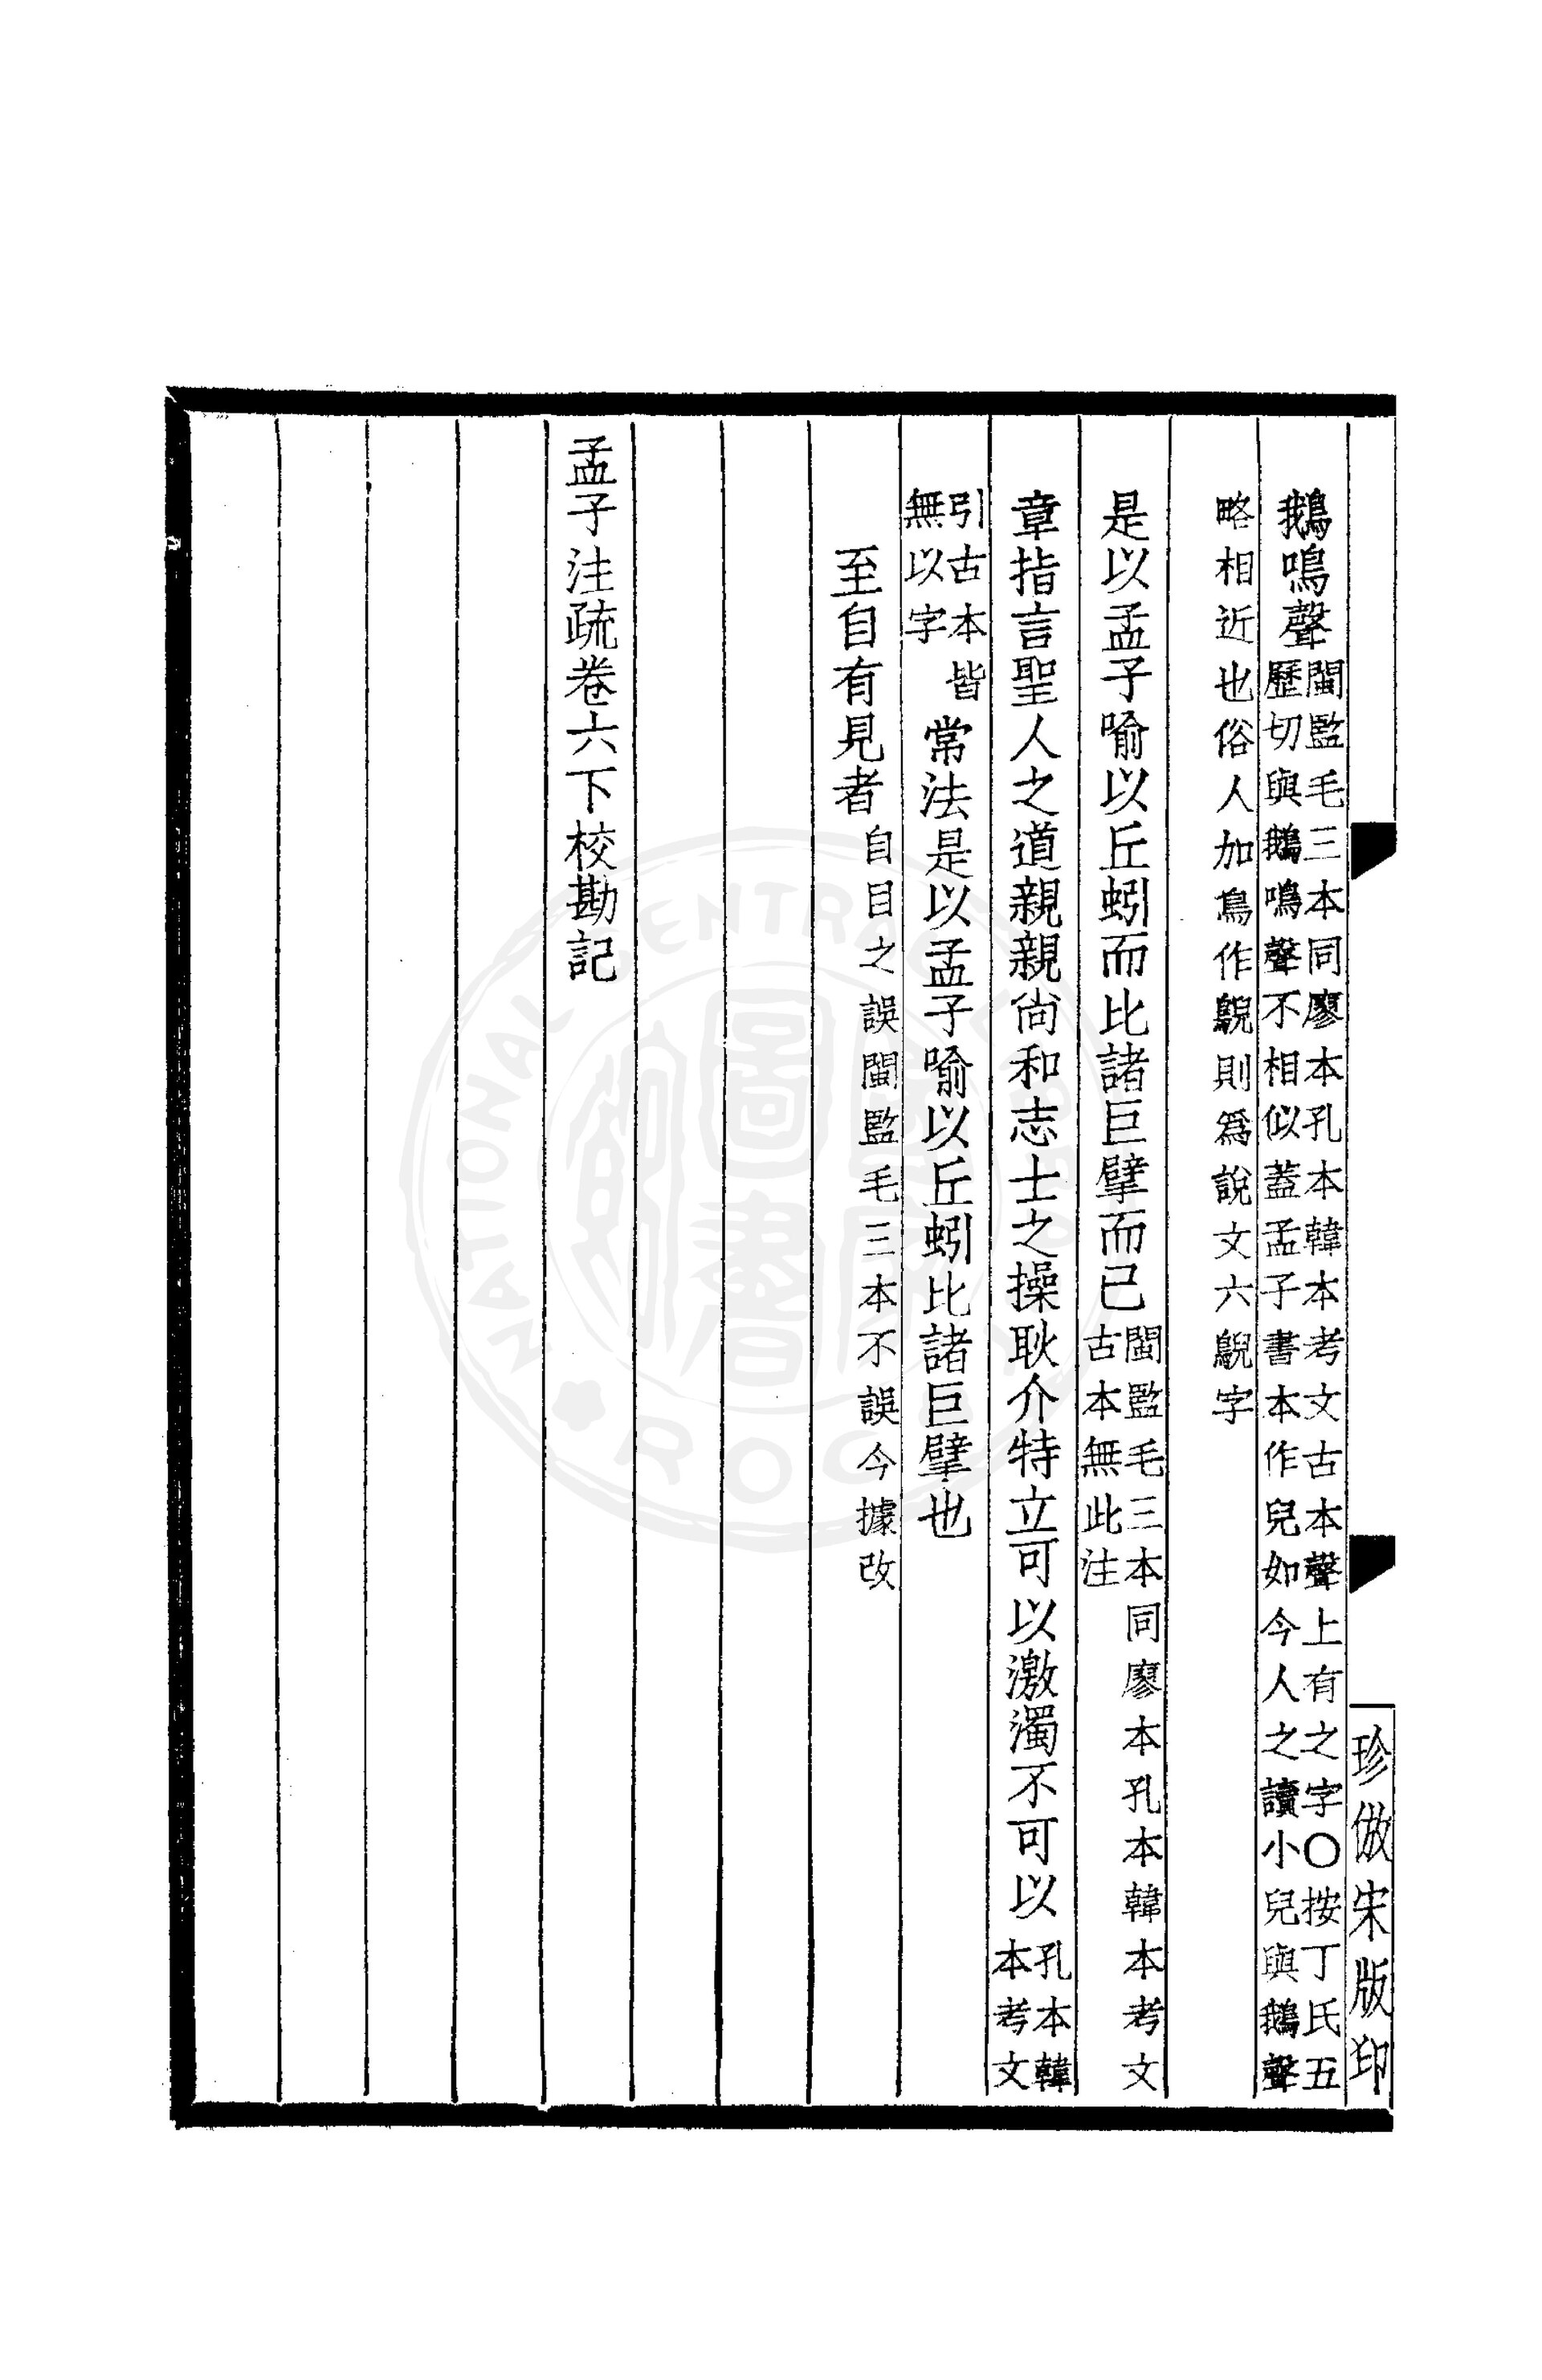 珍倣宋版印
鵝鳴聲閩監毛三本同廖本孔本韓本考文古本聲上有之字〇按丁氏五
歷切與鵝鳴聲不相似蓋孟子書本作兒如今人之讀小兒與鵝聲
略相近也俗人加鳥作鶃則爲說文六鶃字
是以孟子喻以丘蚓而比諸巨擘而已閩監毛三本同廖本孔本韓本考文
古本無此注
章指言聖人之道親親尚和志士之操耿介特立可以激濁不可以孔本韓
本考文
引古本皆
無以字常法是以孟子喻以丘蚓比諸巨擘也
至自有見者自目之誤閩監毛三本不誤今據改
孟子注疏卷六下校勘記